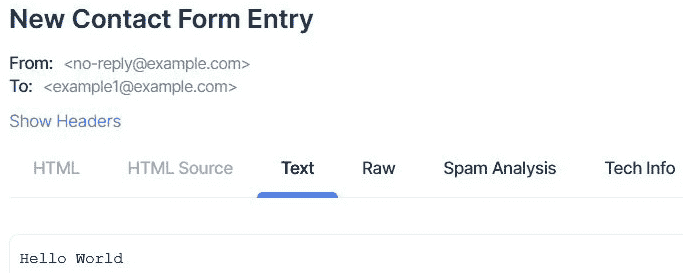 New Contact Form Entry
From: <no-reply@example.com>
To: <example1@example.com>
Show Headers
HTML HTML Source Text Raw Spam Analysis Tech Info
Hello World